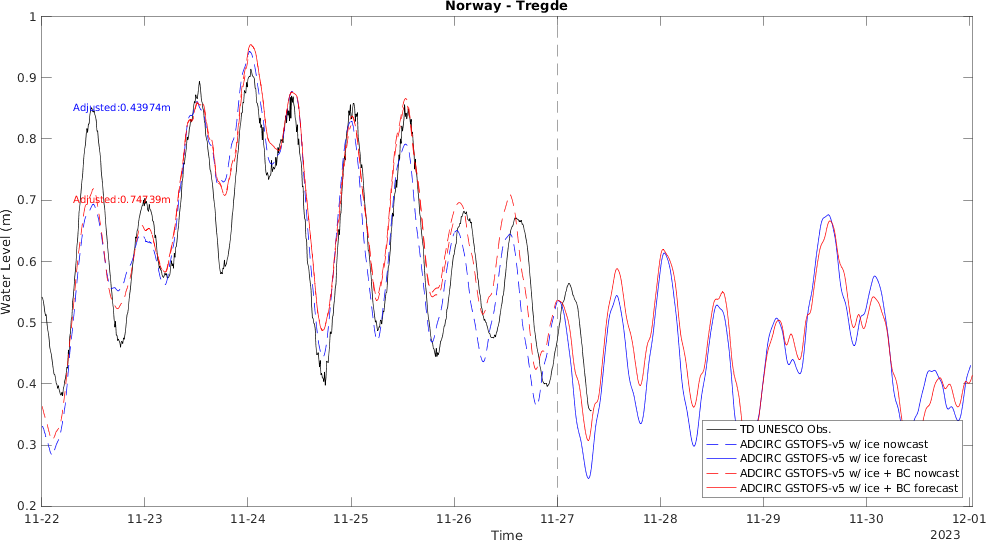 Norway - Tregde
1
0.9
0.8
0.7
0.6
0.5
0.4
0.3
0.2
Water Level (m)
Adjusted:0.43974m
Adjusted:0.74739m
TD UNESCO Obs.
ADCIRC GSTOFS-v5 w/ ice nowcast
ADCIRC GSTOFS-v5 w/ ice forecast
ADCIRC GSTOFS-v5 w/ ice + BC nowcast
ADCIRC GSTOFS-v5 w/ ice + BC forecast
11-22 11-23 11-24 11-25 11-26 11-27 11-28 11-29 11-30 12-01
Time
2023